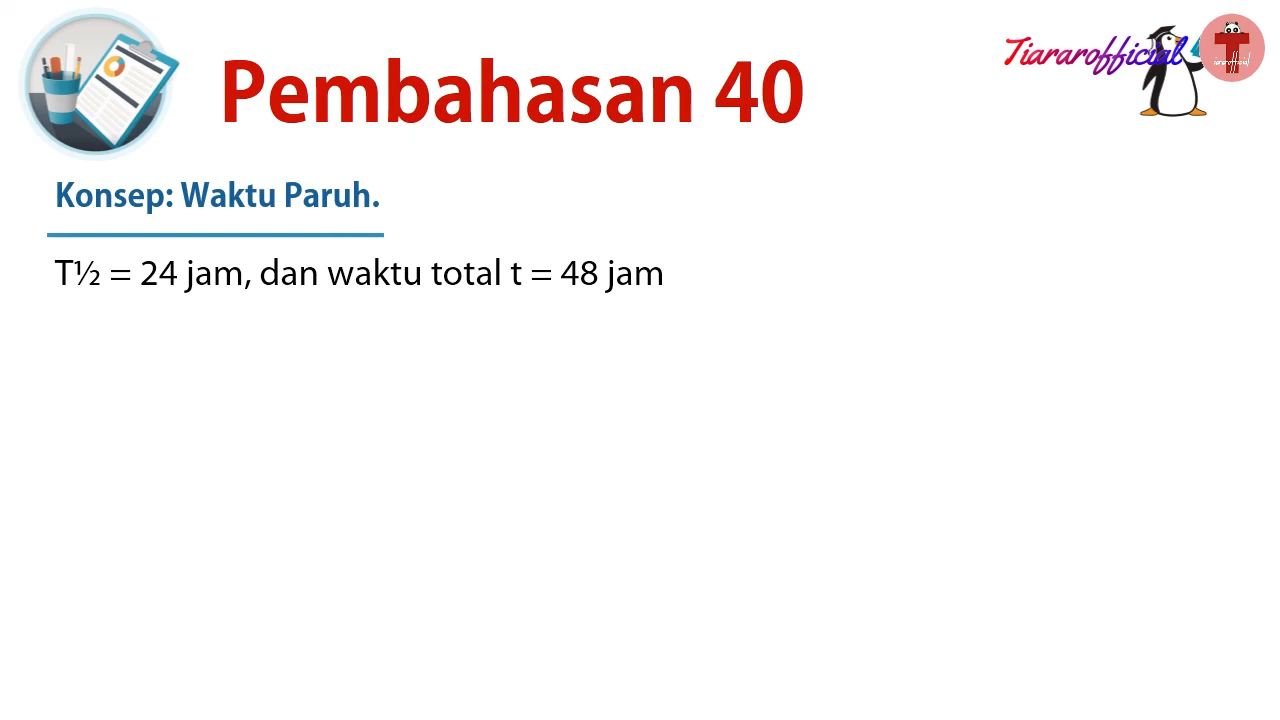 Tiararofficial
Pembahasan 40
Konsep: Waktu Paruh.
T½ = 24 jam, dan waktu total t = 48 jam